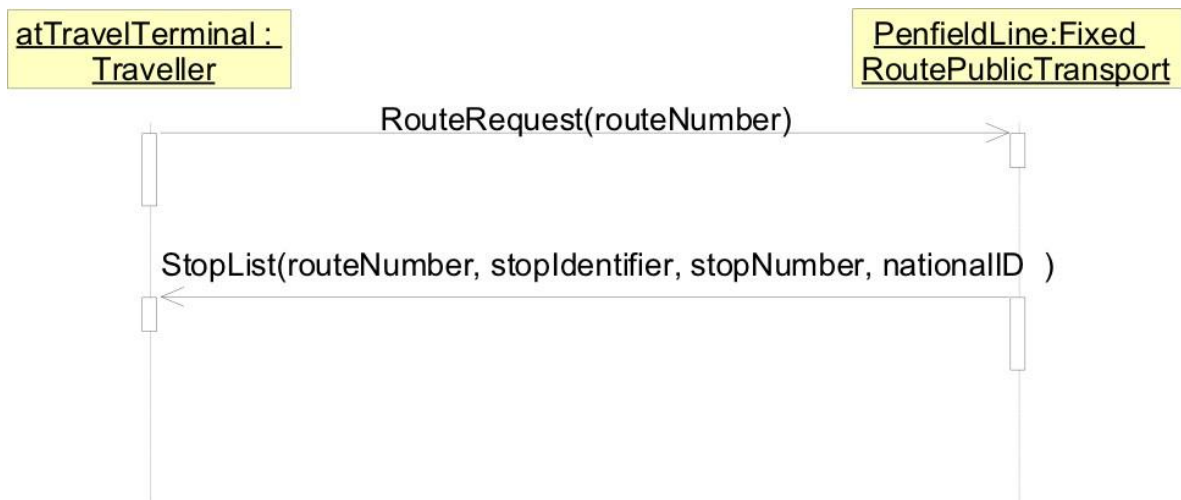 atTravelTerminal :
Traveller
PenfieldLine:Fixed
RoutePublicTransport
RouteRequest(routeNumber)
StopList(routeNumber, stopIdentifier, stopNumber, nationalID )